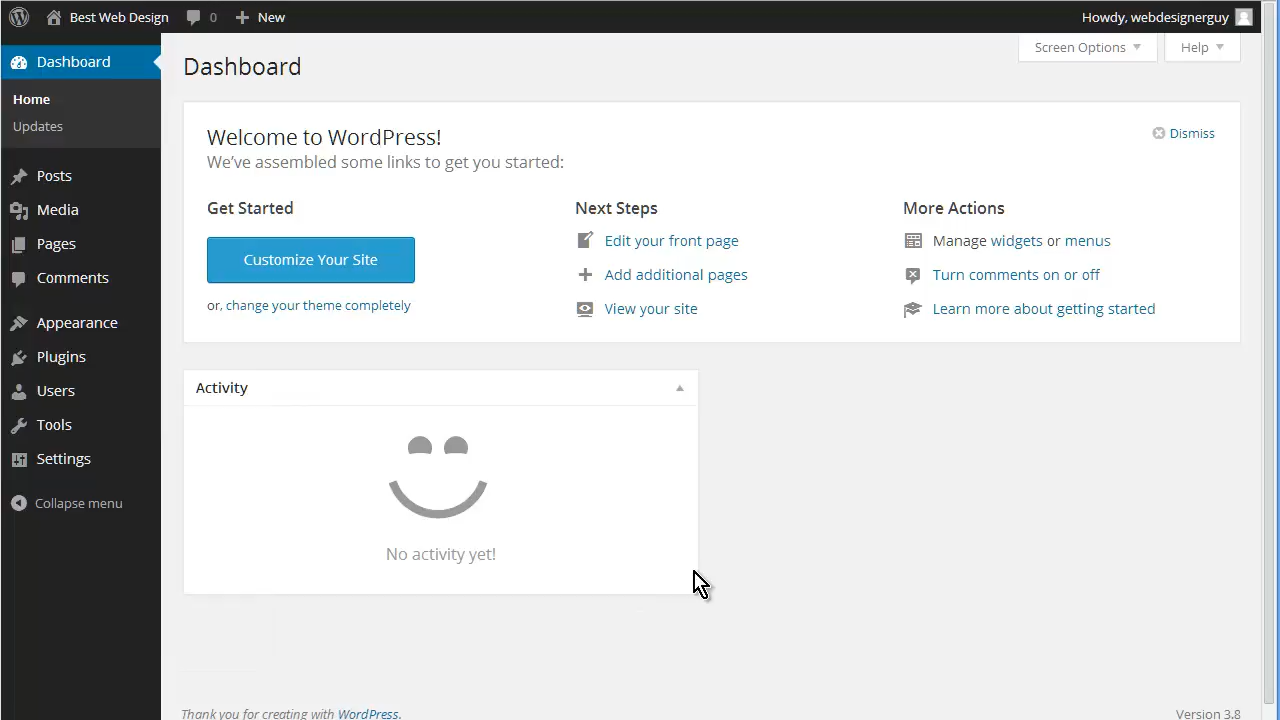 Best Web Design 0 New Howdy, webdesignerguy
Dashboard
Home
Updates
Posts
Media
Pages
Comments
Appearance
Plugins
Users
Tools
Settings
Collapse menu
Screen Options Help
Dashboard
Welcome to WordPress!
We’ve assembled some links to get you started:
Dismiss
Get Started
Customize Your Site
or, change your theme completely
Next Steps
Edit your front page
Add additional pages
View your site
More Actions
Manage widgets or menus
Turn comments on or off
Learn more about getting started
Activity
No activity yet!
Thank you for creating with WordPress. Version 3.8